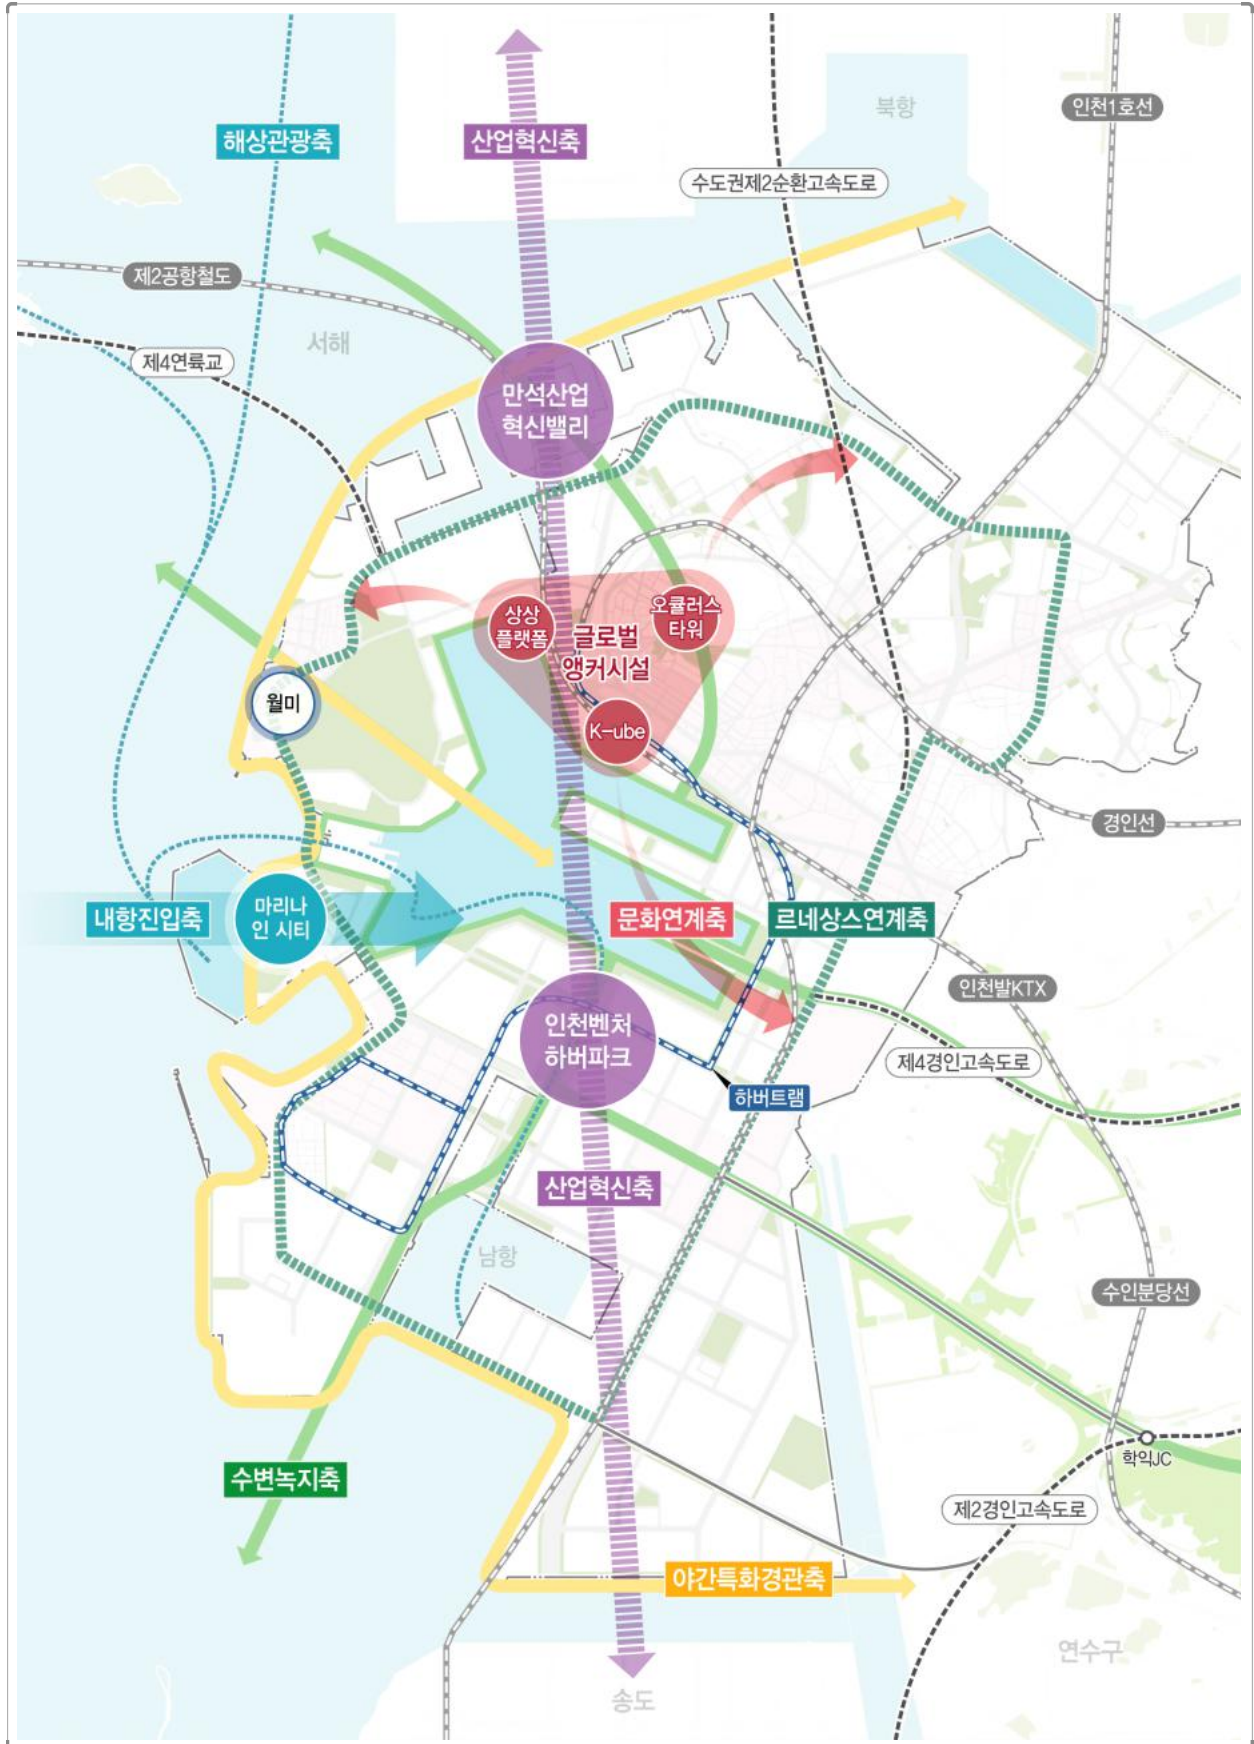 북항
인천1호선
해상관광축
산업혁신축
수도권제2순환고속도로
제2공항철도
서해
제4연륙교
만석산업
혁신밸리
상상
플랫폼
오큘러스
타워
글로벌
앵커시설
월미
K-ube
경인선
내항진입축
마리나
인 시티
문화연계축
르네상스연계축
인천발KTX
인천벤처
하버파크
제4경인고속도로
하버트램
산업혁신축
남항
수인분당선
학익JC
수변녹지축
제2경인고속도로
야간특화경관축
연수구
송도